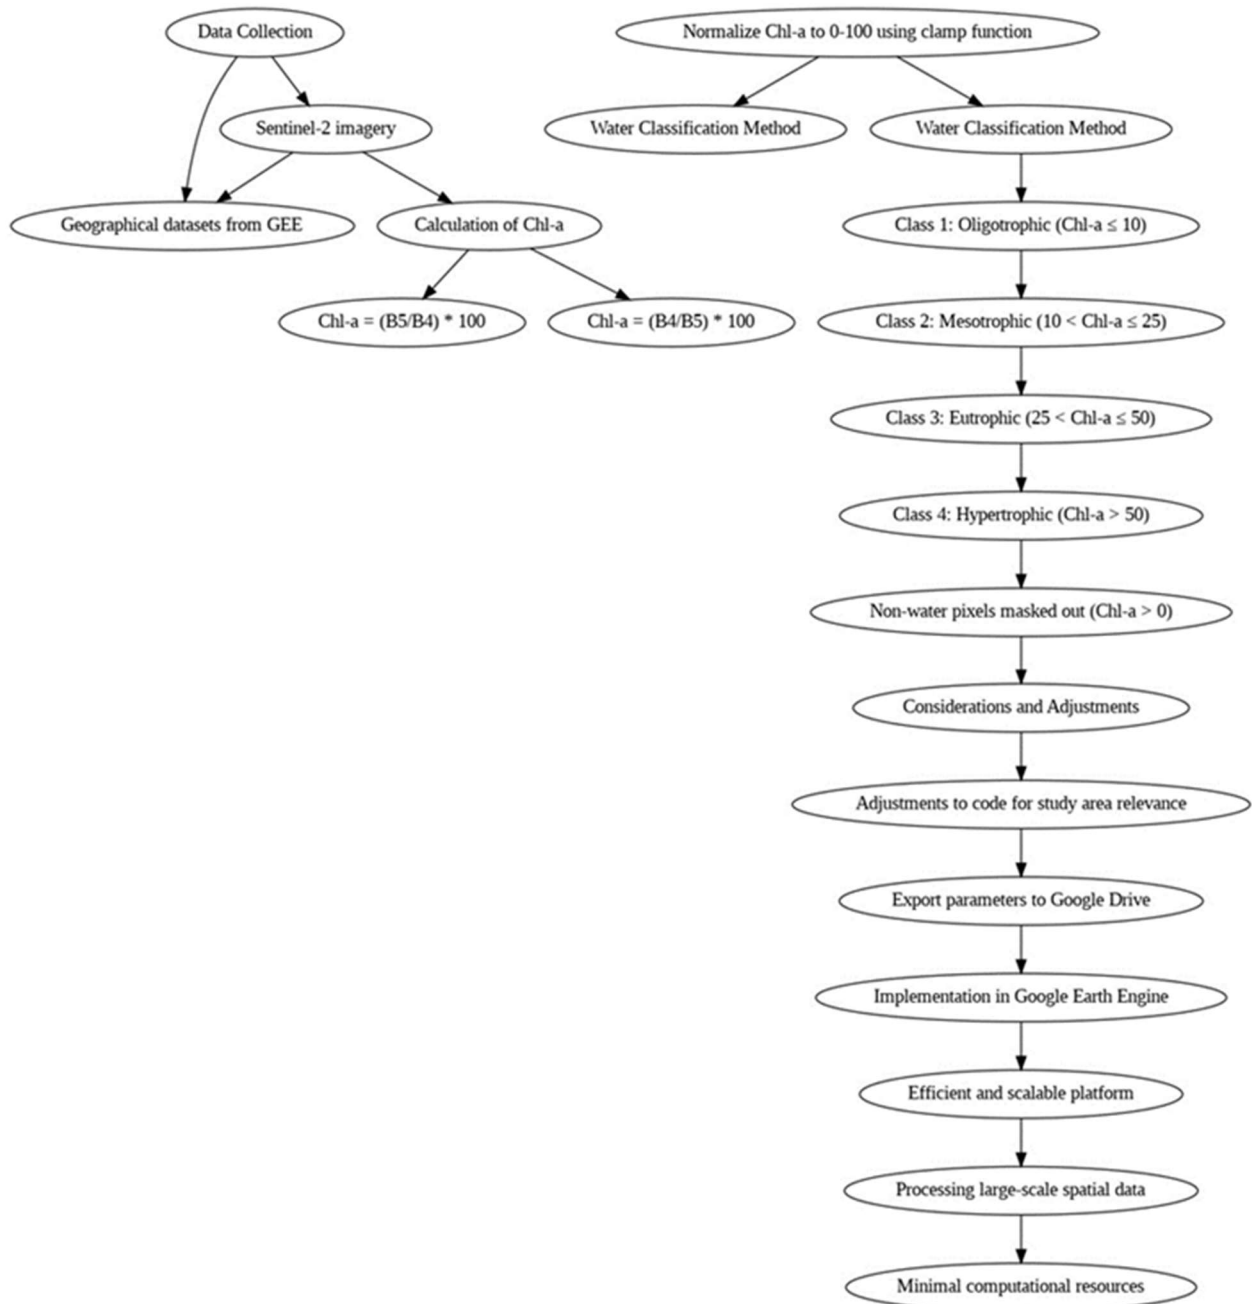 Data Collection
Normalize Chl-a to 0-100 using clamp function
Sentinel-2 imagery
Water Classification Method
Water Classification Method
Geographical datasets from GEE
Calculation of Chl-a
Class 1: Oligotrophic (Chl-a ≤ 10)
Chl-a = (B5/B4) * 100
Chl-a = (B4/B5) * 100
Class 2: Mesotrophic (10 < Chl-a ≤ 25)
Class 3: Eutrophic (25 < Chl-a ≤ 50)
Class 4: Hypertrophic (Chl-a > 50)
Non-water pixels masked out (Chl-a > 0)
Considerations and Adjustments
Adjustments to code for study area relevance
Export parameters to Google Drive
Implementation in Google Earth Engine
Efficient and scalable platform
Processing large-scale spatial data
Minimal computational resources